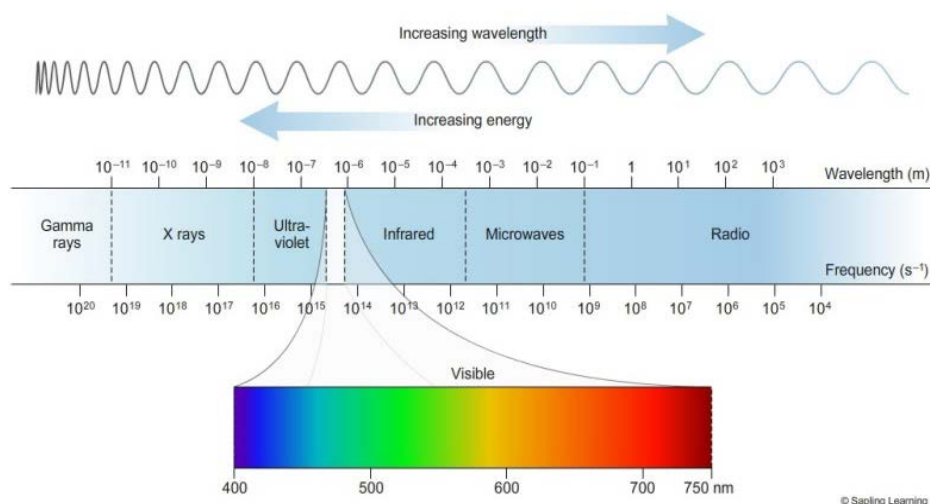 Increasing wavelength
Increasing energy
10⁻¹¹ 10⁻¹⁰ 10⁻⁹ 10⁻⁸ 10⁻⁷ 10⁻⁶ 10⁻⁵ 10⁻⁴ 10⁻³ 10⁻² 10⁻¹ 1 10¹ 10² 10³ Wavelength (m)
Gamma rays
X rays
Ultra-
violet
Infrared
Microwaves
Radio
Frequency (s⁻¹)
10²⁰ 10¹⁹ 10¹⁸ 10¹⁷ 10¹⁶ 10¹⁵ 10¹⁴ 10¹³ 10¹² 10¹¹ 10¹⁰ 10⁹ 10⁸ 10⁷ 10⁶ 10⁵ 10⁴
Visible
400 500 600 700 750 nm
© Sapling Learning